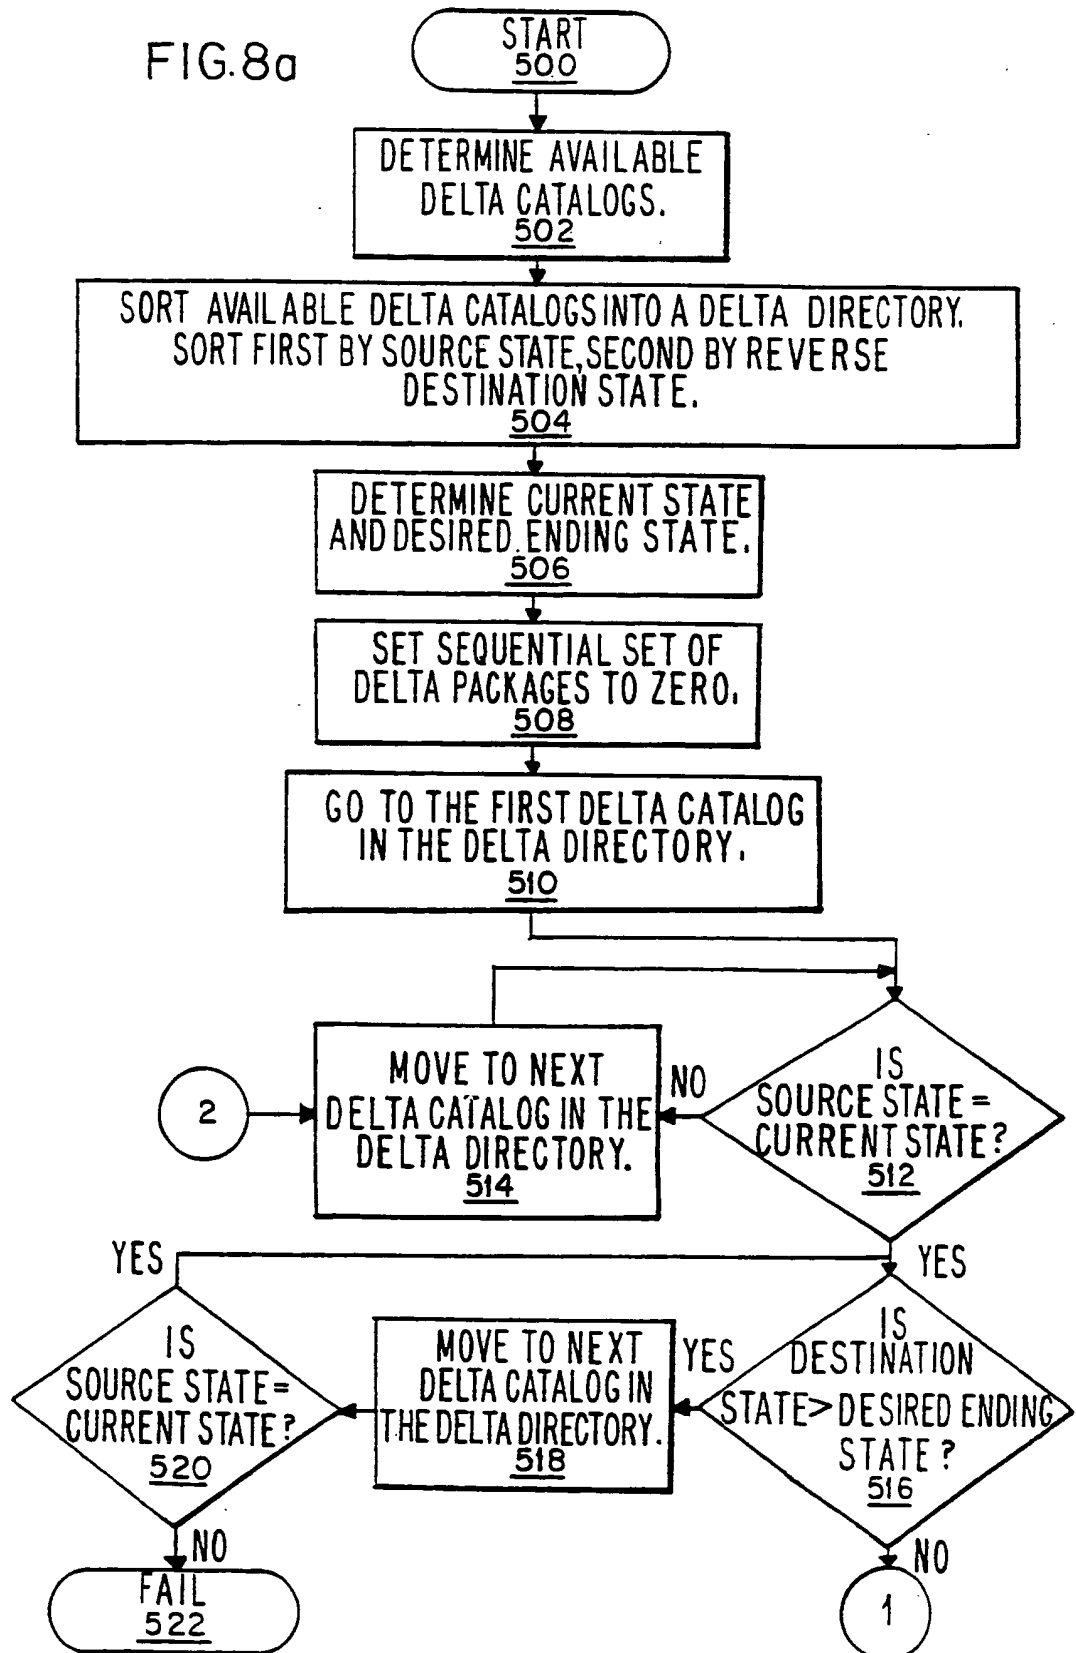 FIG.8a
START
500
DETERMINE AVAILABLE
DELTA CATALOGS.
502
SORT AVAILABLE DELTA CATALOGS INTO A DELTA DIRECTORY.
SORT FIRST BY SOURCE STATE, SECOND BY REVERSE
DESTINATION STATE.
504
DETERMINE CURRENT STATE
AND DESIRED ENDING STATE.
506
SET SEQUENTIAL SET OF
DELTA PACKAGES TO ZERO.
508
GO TO THE FIRST DELTA CATALOG
IN THE DELTA DIRECTORY.
510
2
MOVE TO NEXT
DELTA CATALOG IN THE
DELTA DIRECTORY.
514
NO
IS
SOURCE STATE =
CURRENT STATE?
512
YES
YES
IS
SOURCE STATE =
CURRENT STATE?
520
MOVE TO NEXT
DELTA CATALOG IN
THE DELTA DIRECTORY.
518
YES
IS
DESTINATION
STATE > DESIRED ENDING
STATE?
516
NO
FAIL
522
NO
1